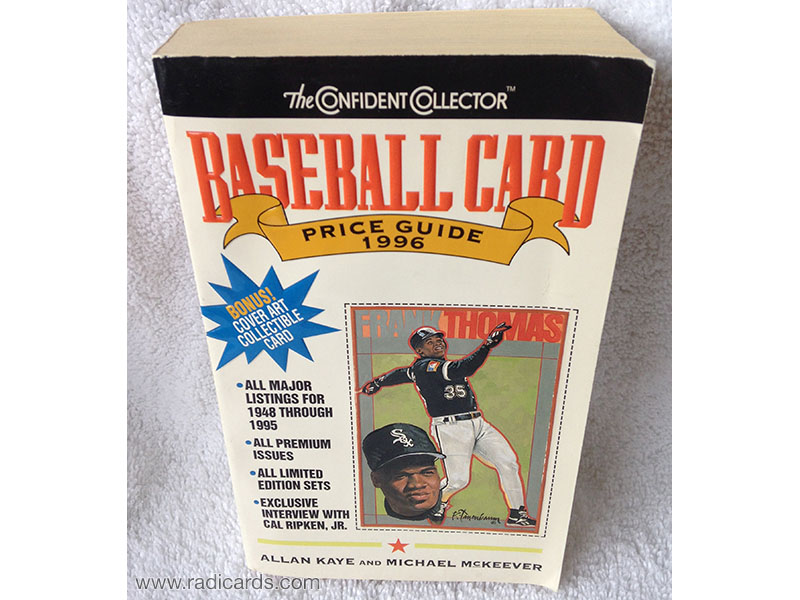 The CONFIDENT COLLECTOR™
BASEBALL CARD
PRICE GUIDE
1996
BONUS!
COVER ART
COLLECTIBLE
CARD
FRANK THOMAS
35
Sox
• ALL MAJOR
LISTINGS FOR
1948 THROUGH
1995
• ALL PREMIUM
ISSUES
• ALL LIMITED
EDITION SETS
• EXCLUSIVE
INTERVIEW WITH
CAL RIPKEN, JR.
ALLAN KAYE AND MICHAEL McKEEVER
www.radicards.com